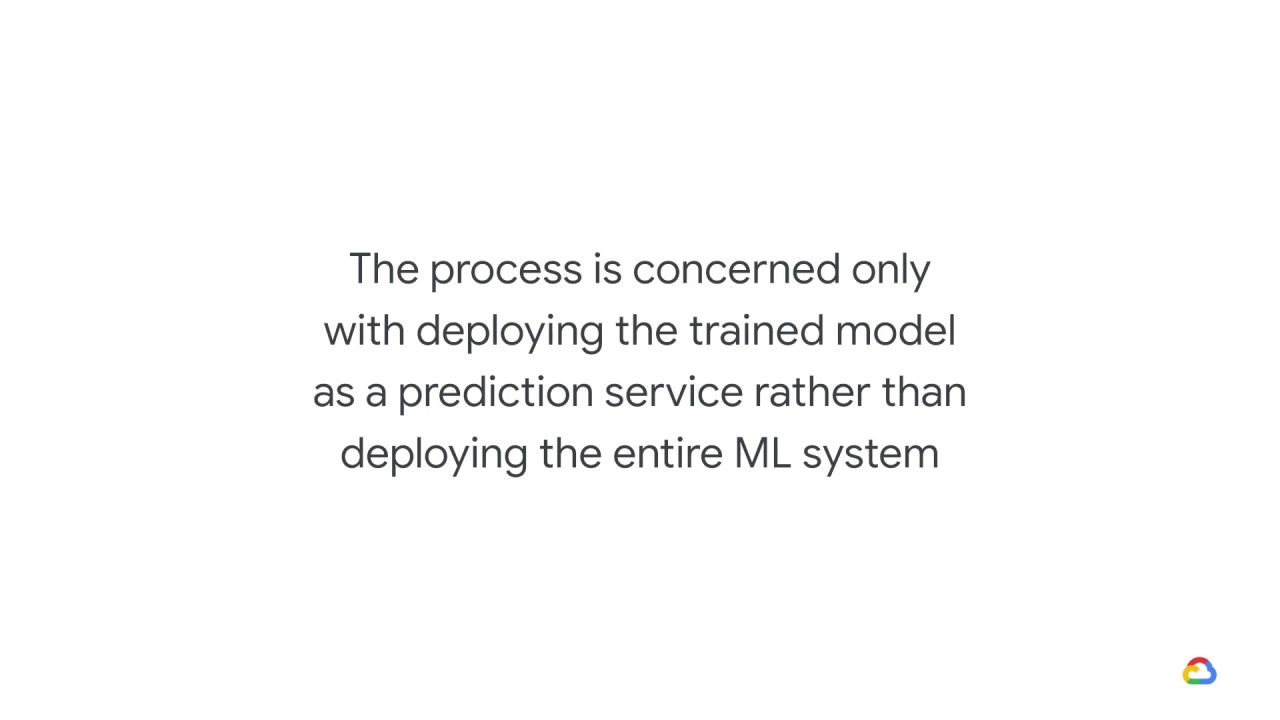 The process is concerned only
with deploying the trained model
as a prediction service rather than
deploying the entire ML system